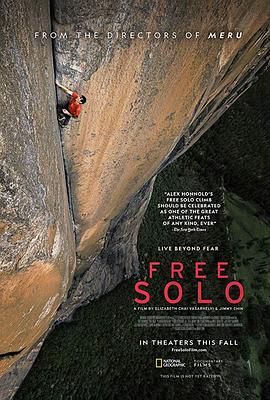 FROM THE DIRECTORS OF MERU
"ALEX HONNOLD'S
FREE SOLO CLIMB
SHOULD BE CELEBRATED
AS ONE OF THE GREAT
ATHLETIC FEATS
OF ANY KIND, EVER"
-The New York Times
LIVE BEYOND FEAR
FREE
SOLO
A FILM BY ELIZABETH CHAI VASARHELYI & JIMMY CHIN
IN THEATERS THIS FALL
FreeSoloFilm.com
NATIONAL
GEOGRAPHIC
DOCUMENTARY
FILMS
THIS FILM IS NOT YET RATED